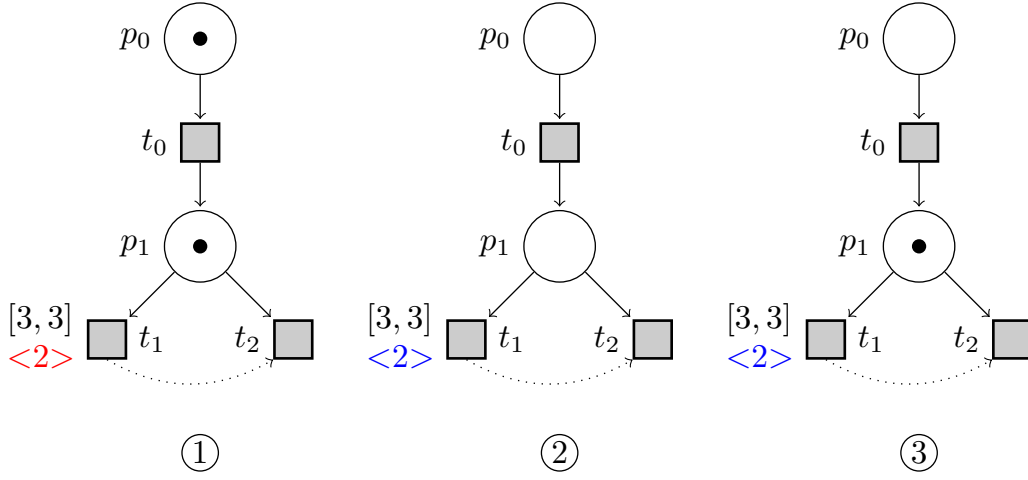 p₀ p₀ p₀
t₀ t₀ t₀
p₁ p₁ p₁
[3, 3] [3, 3] [3, 3]
<2> t₁ t₂ <2> t₁ t₂ <2> t₁ t₂
① ② ③